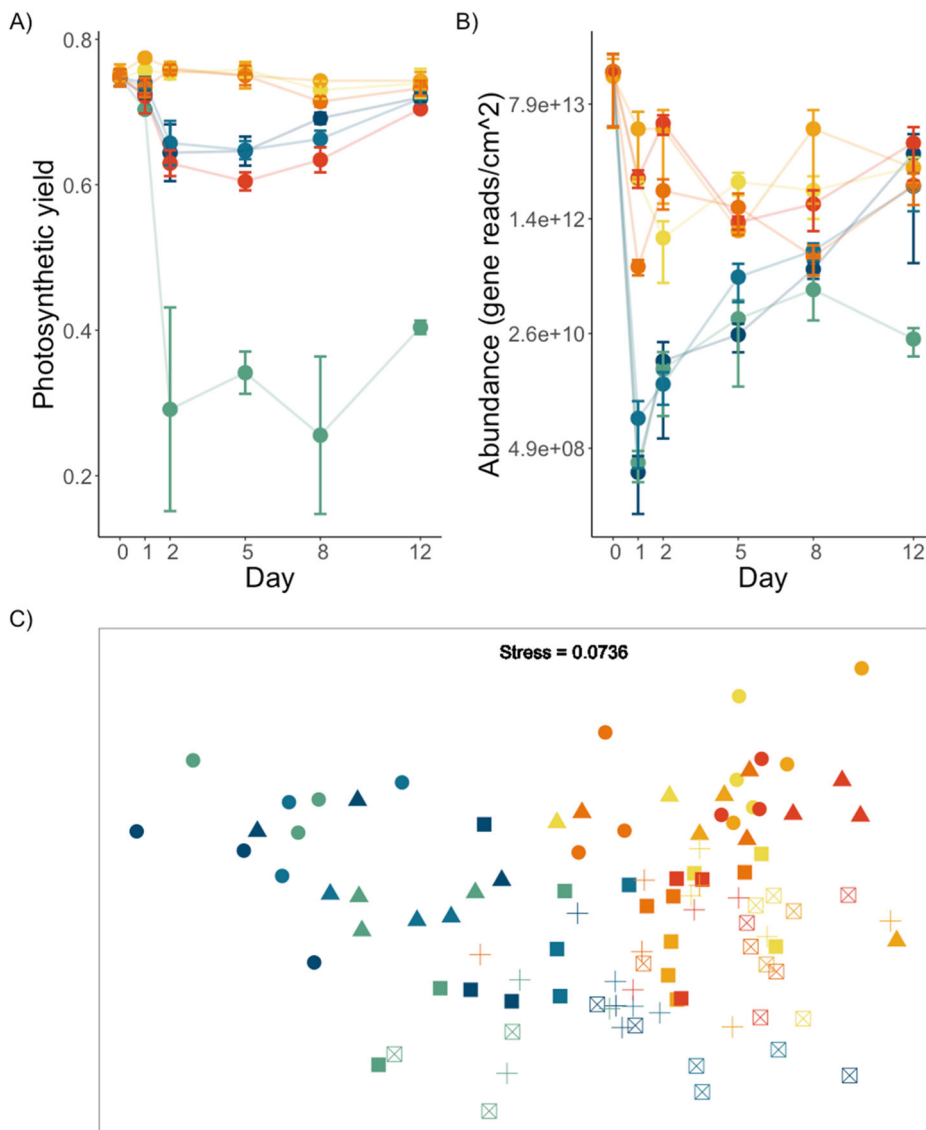 A)
0.8
0.6
0.4
0.2
Photosynthetic yield
0 1 2 5 8 12
Day
B)
7.9e+13
1.4e+12
2.6e+10
4.9e+08
Abundance (gene reads/cm^2)
0 1 2 5 8 12
Day
C)
Stress = 0.0736